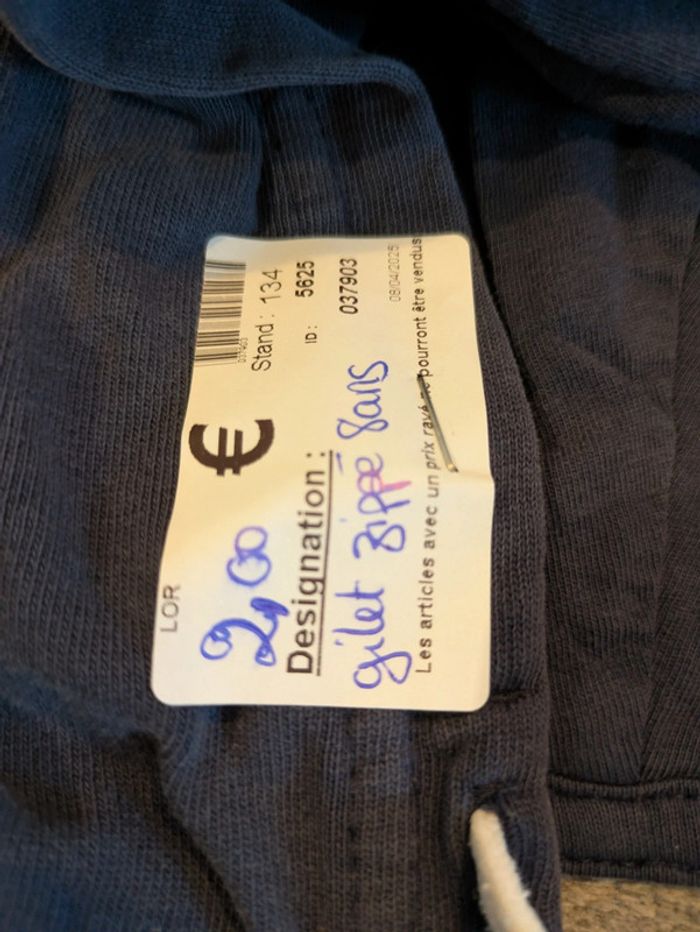 LOR
037903
2,00 € Stand : 134
Designation : ID : 5625
gilet zippé 8ans 037903
08/04/2025
Les articles avec un prix rayé ne pourront être vendus